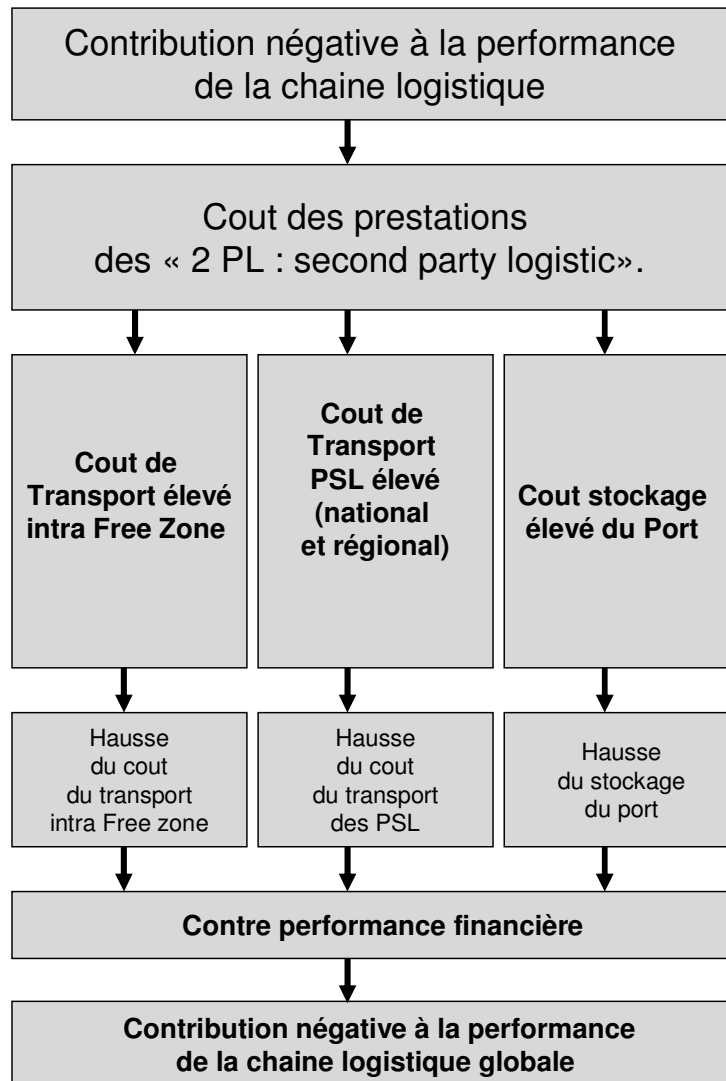 Contribution négative à la performance
de la chaine logistique
Cout des prestations
des « 2 PL : second party logistic».
Cout de
Transport élevé
intra Free Zone
Cout de
Transport
PSL élevé
(national
et régional)
Cout stockage
élevé du Port
Hausse
du cout
du transport
intra Free zone
Hausse
du cout
du transport
des PSL
Hausse
du stockage
du port
Contre performance financière
Contribution négative à la performance
de la chaine logistique globale